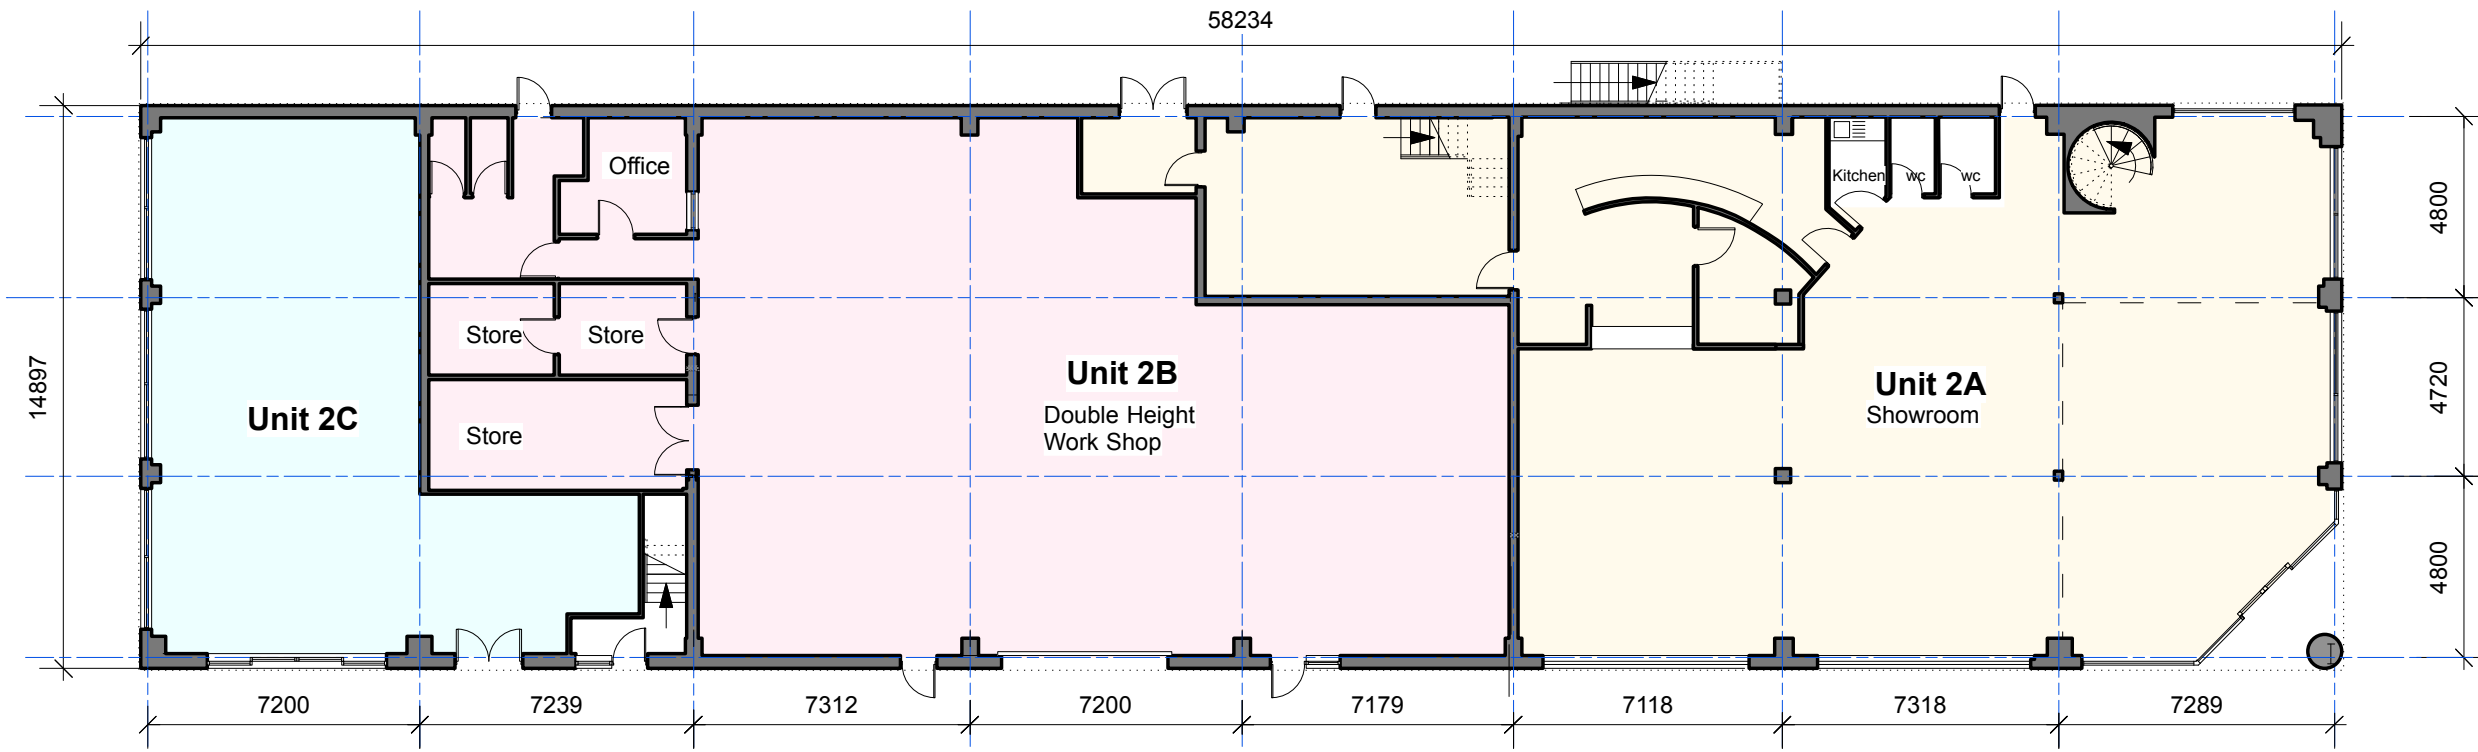 58234
Office
Kitchen
wc
wc
4800
Store
Store
14897
Unit 2B
Unit 2A
4720
Double Height
Showroom
Unit 2C
Work Shop
Store
4800
7200
7239
7312
7200
7179
7118
7318
7289